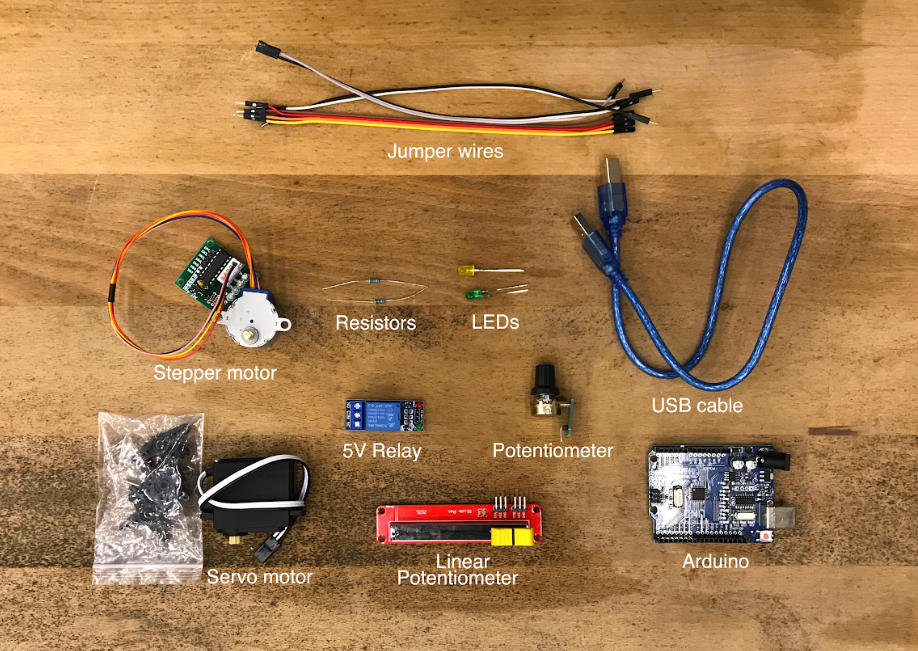 Jumper wires
Resistors
LEDs
Stepper motor
USB cable
5V Relay
Potentiometer
Servo motor
Linear
Potentiometer
Arduino